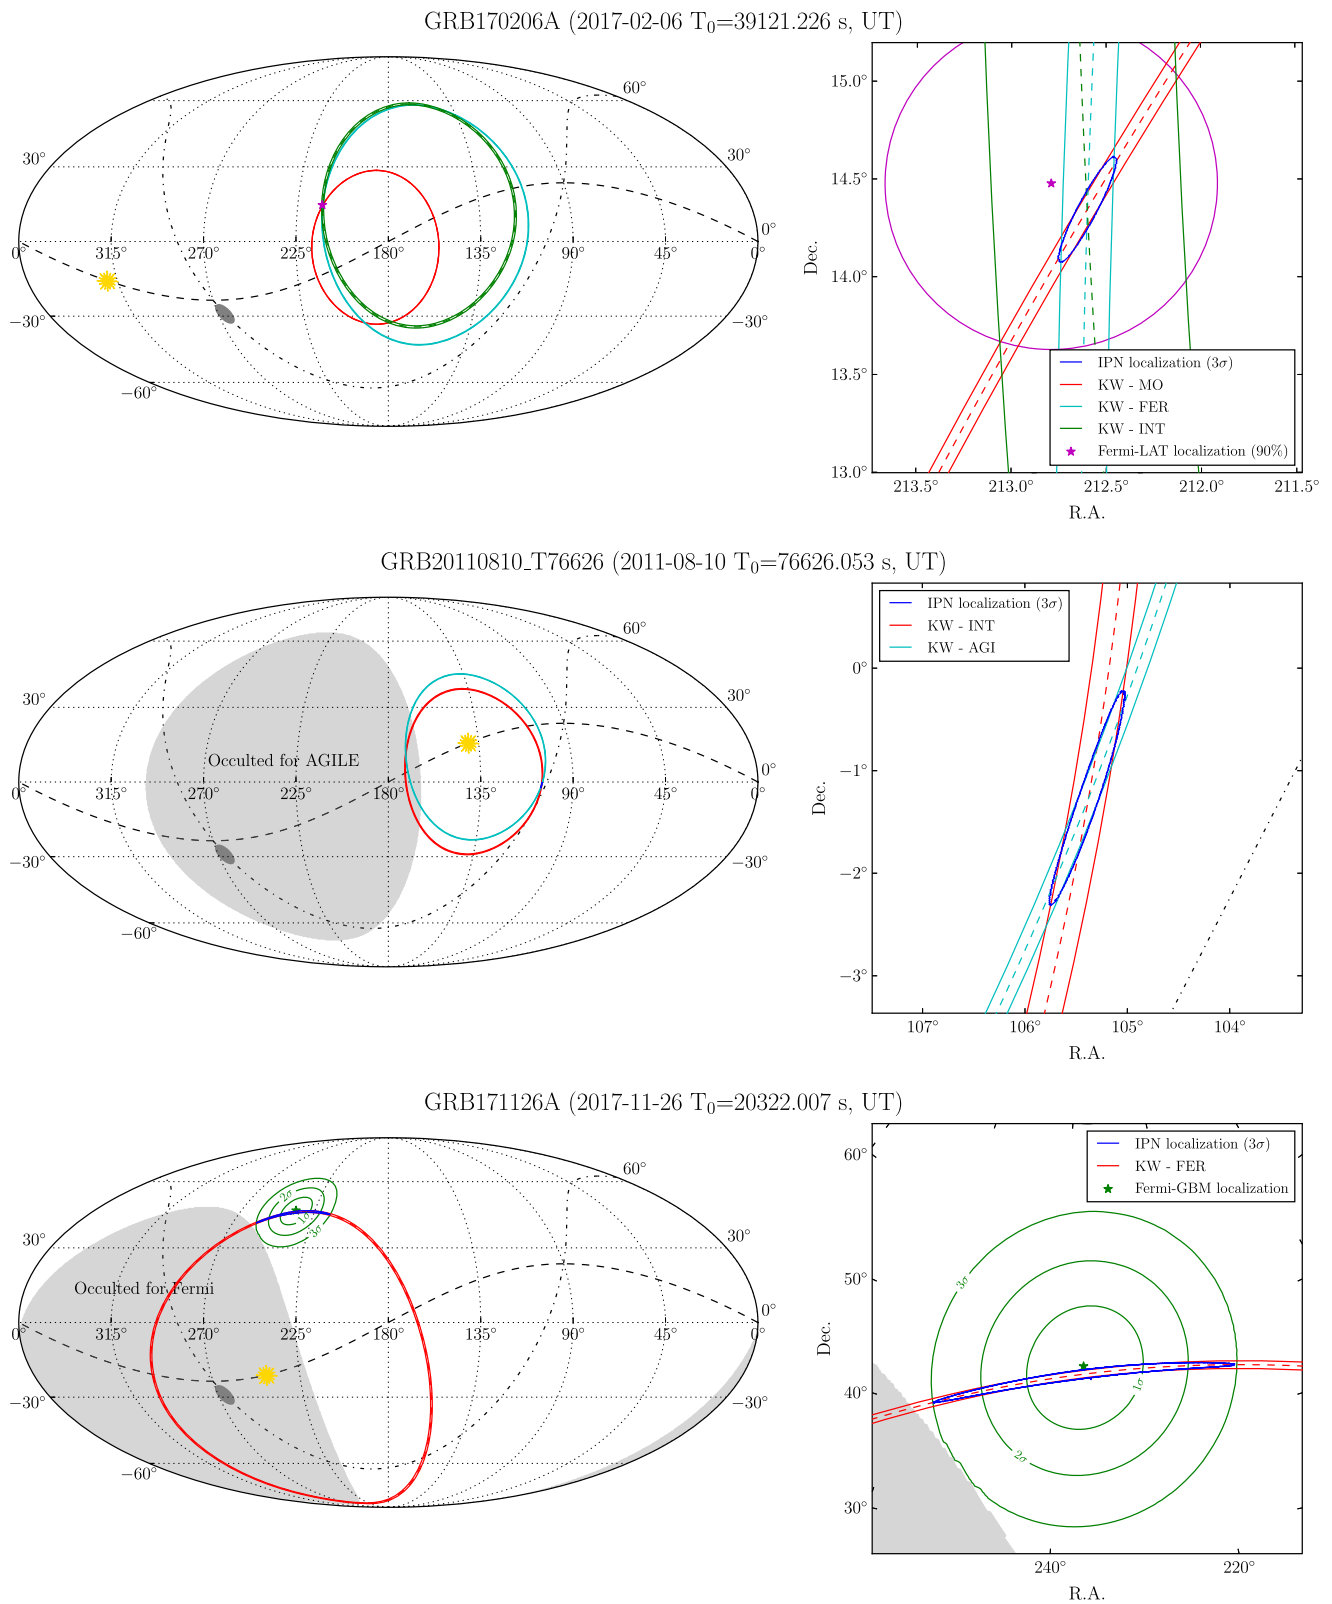 GRB170206A (2017-02-06 T₀=39121.226 s, UT)
60°
30°
30°
0°
0°
315°
270°
225°
180°
135°
90°
45°
−30°
−30°
−60°
15.0°
14.5°
14.0°
13.5°
13.0°
Dec.
213.5°
213.0°
212.5°
212.0°
211.5°
R.A.
IPN localization (3σ)
KW - MO
KW - FER
KW - INT
Fermi-LAT localization (90%)
GRB20110810_T76626 (2011-08-10 T₀=76626.053 s, UT)
60°
30°
30°
Occulted for AGILE
0°
0°
315°
270°
225°
180°
135°
90°
45°
−30°
−30°
−60°
IPN localization (3σ)
KW - INT
KW - AGI
0°
−1°
−2°
−3°
Dec.
107°
106°
105°
104°
R.A.
GRB171126A (2017-11-26 T₀=20322.007 s, UT)
60°
2σ
1σ
3σ
30°
30°
Occulted for Fermi
0°
0°
315°
270°
225°
180°
135°
90°
45°
0°
−30°
−30°
−60°
IPN localization (3σ)
KW - FER
Fermi-GBM localization
60°
50°
40°
30°
Dec.
3σ
1σ
2σ
240°
220°
R.A.